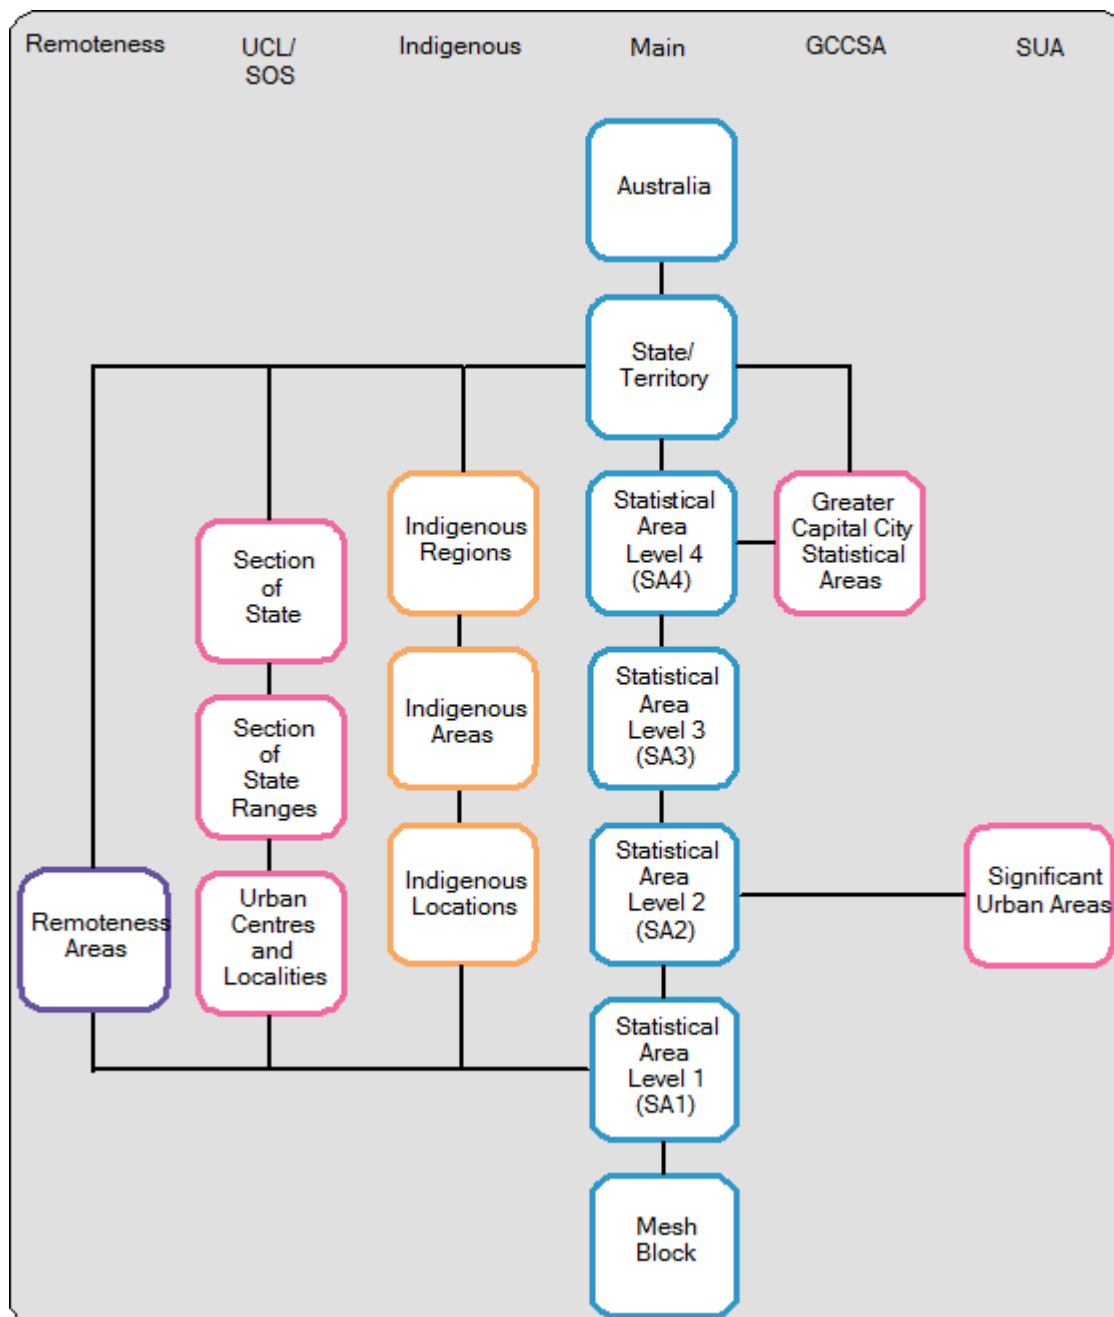 Remoteness
UCL/
SOS
Indigenous
Main
GCCSA
SUA
Australia
State/
Territory
Statistical
Area
Level 4
(SA4)
Greater
Capital City
Statistical
Areas
Indigenous
Regions
Section
of
State
Statistical
Area
Level 3
(SA3)
Indigenous
Areas
Section
of
State
Ranges
Statistical
Area
Level 2
(SA2)
Significant
Urban Areas
Indigenous
Locations
Urban
Centres
and
Localities
Remoteness
Areas
Statistical
Area
Level 1
(SA1)
Mesh
Block